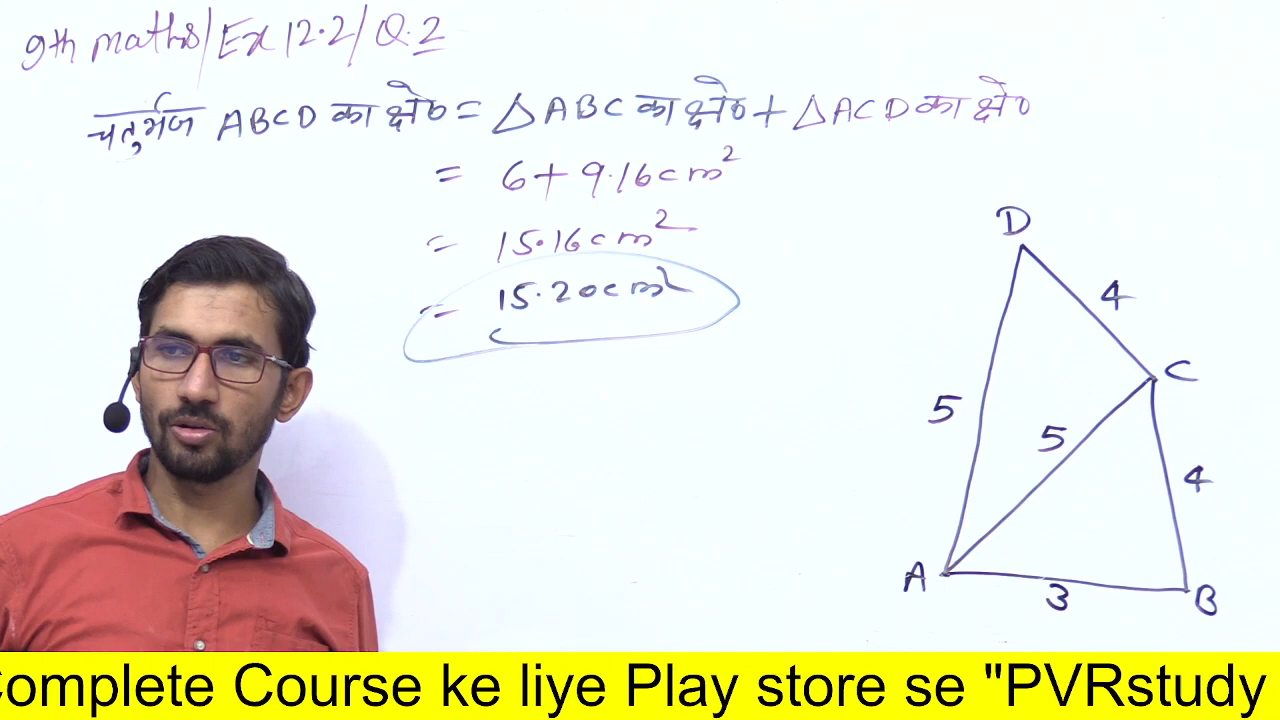 9th maths/Ex 12.2/Q.2
चतुर्भुज ABCD का क्षे० = △ABC का क्षे० + △ACD का क्षे०
= 6 + 9.16 cm²
= 15.16 cm²
= 15.20 cm²
D
4
C
5
5
4
A
3
B
Complete Course ke liye Play store se "PVRstudy